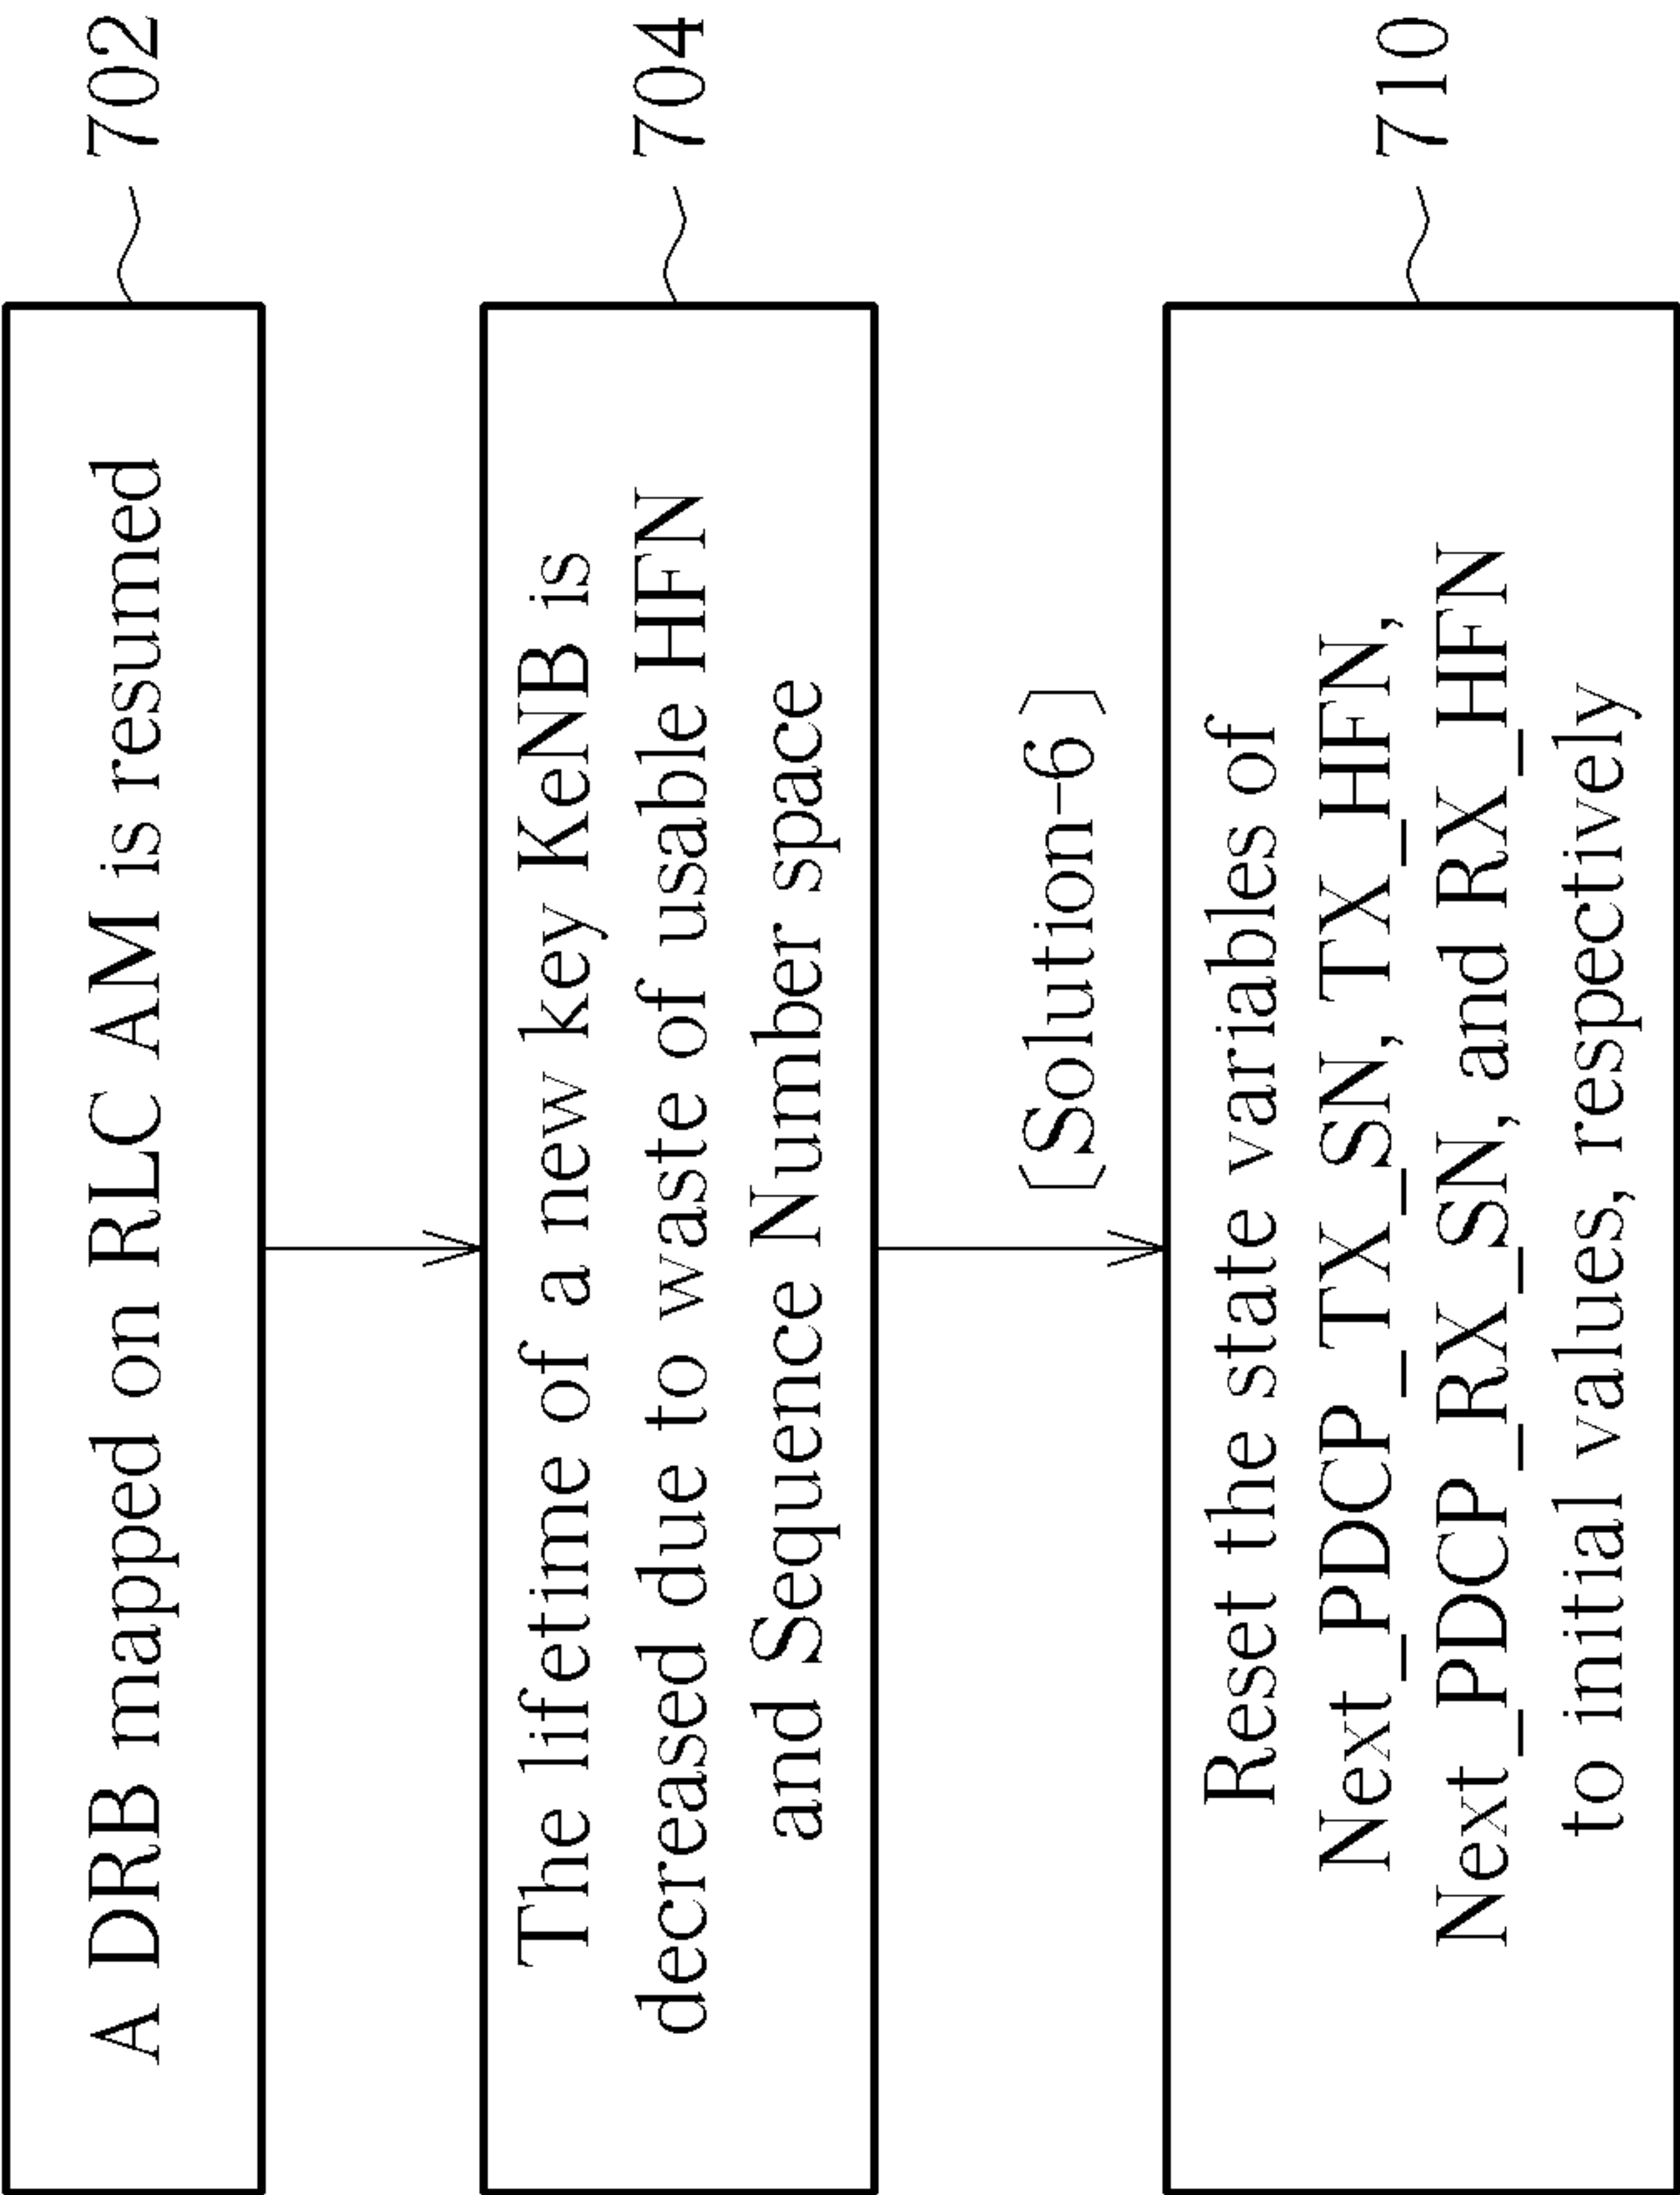 A DRB mapped on RLC AM is resumed
702
The lifetime of a new key KeNB is
decreased due to waste of usable HFN
and Sequence Number space
704
(Solution-6)
Reset the state variables of
Next_PDCP_TX_SN, TX_HFN,
Next_PDCP_RX_SN, and RX_HFN
to initial values, respectively
710